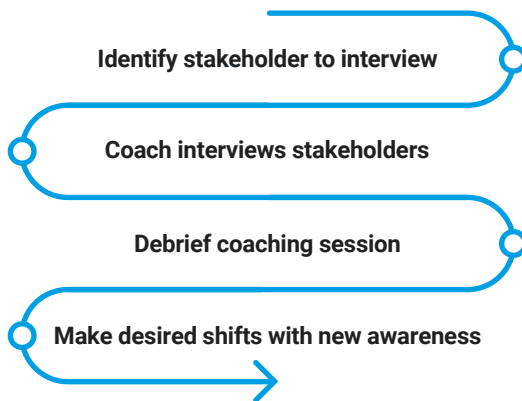 Identify stakeholder to interview
Coach interviews stakeholders
Debrief coaching session
Make desired shifts with new awareness